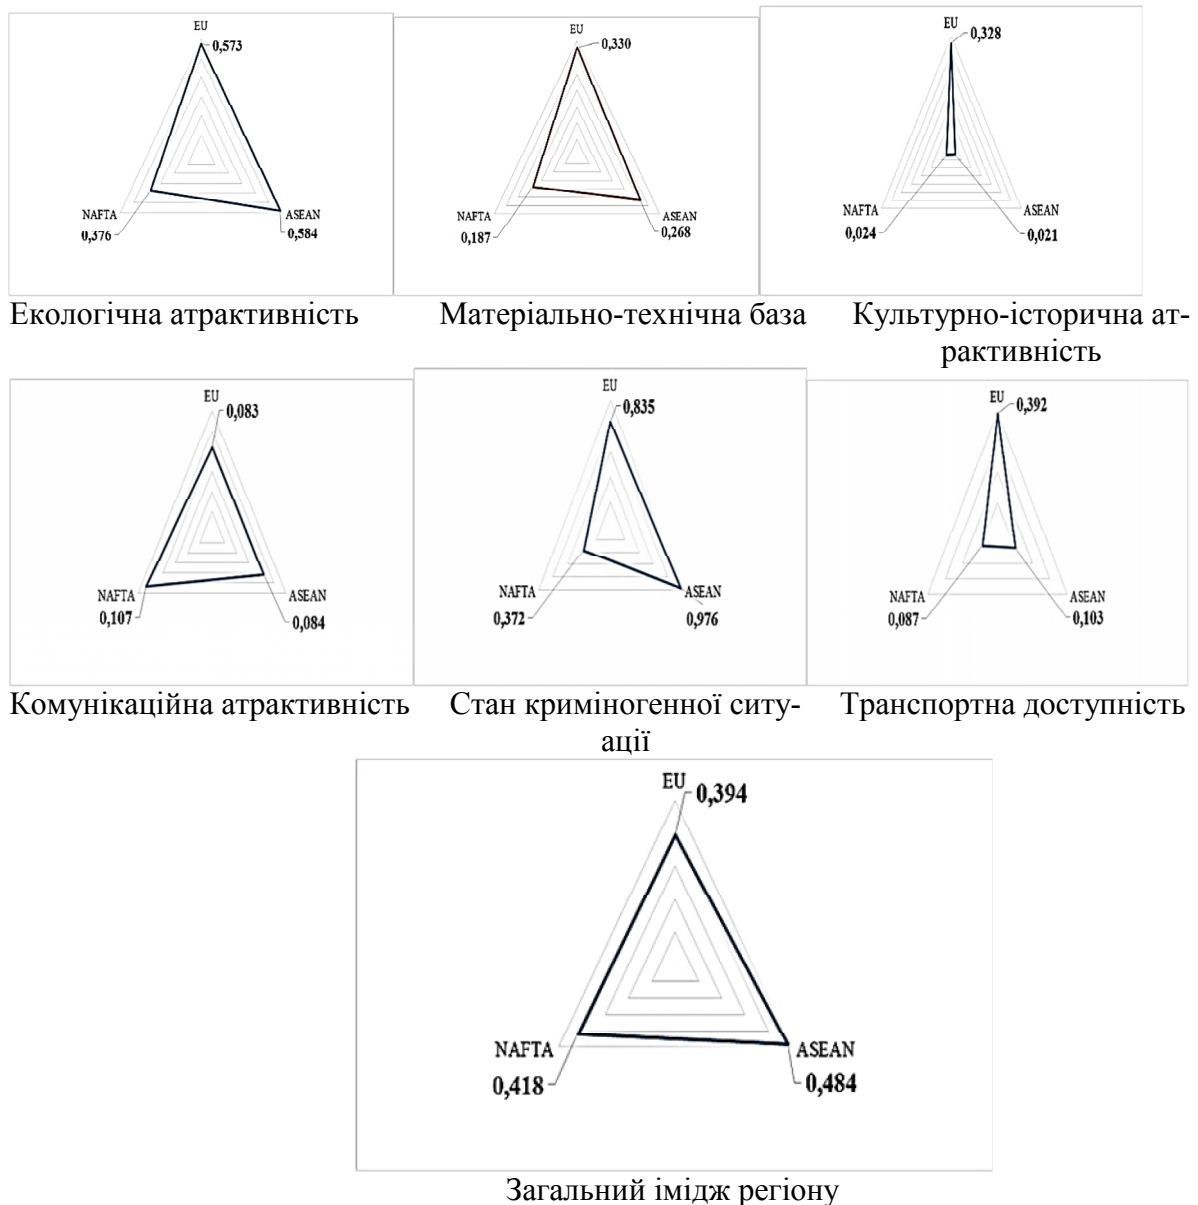 EU
0,573
NAFTA
0,376
ASEAN
0,584
EU
0,330
NAFTA
0,187
ASEAN
0,268
EU
0,328
NAFTA
0,024
ASEAN
0,021
Екологічна атрактивність
Матеріально-технічна база
Культурно-історична ат-
рактивність
EU
0,083
NAFTA
0,107
ASEAN
0,084
EU
0,835
NAFTA
0,372
ASEAN
0,976
EU
0,392
NAFTA
0,087
ASEAN
0,103
Комунікаційна атрактивність
Стан криміногенної ситу-
ації
Транспортна доступність
EU
0,394
NAFTA
0,418
ASEAN
0,484
Загальний імідж регіону